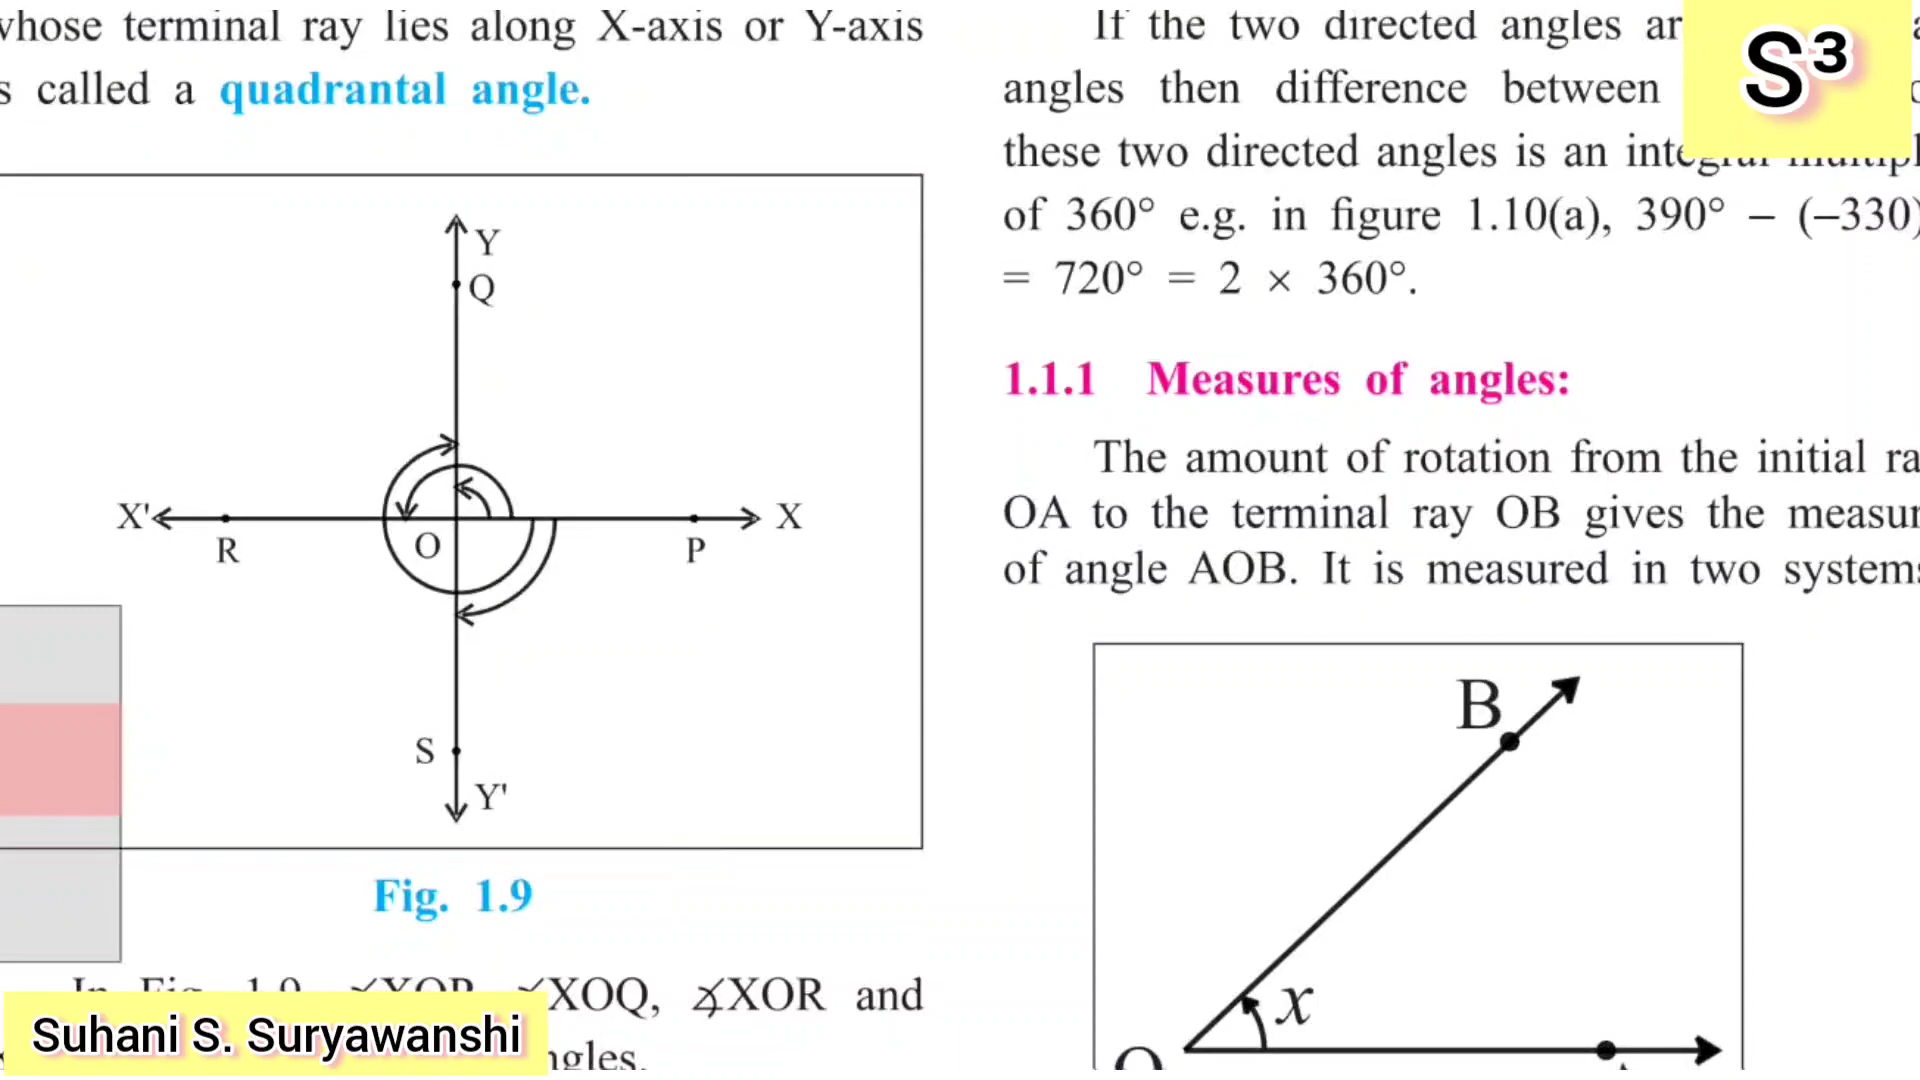 whose terminal ray lies along X-axis or Y-axis
s called a quadrantal angle.
Y
Q
X'
R
O
P
X
S
Y'
Fig. 1.9
∡XOQ, ∡XOR and
Suhani S. Suryawanshi
If the two directed angles
angles then difference between
these two directed angles is an integral
of 360° e.g. in figure 1.10(a), 390° – (–330)
= 720° = 2 × 360°.
1.1.1 Measures of angles:
The amount of rotation from the initial ra
OA to the terminal ray OB gives the measur
of angle AOB. It is measured in two systems
B
x
O
S³